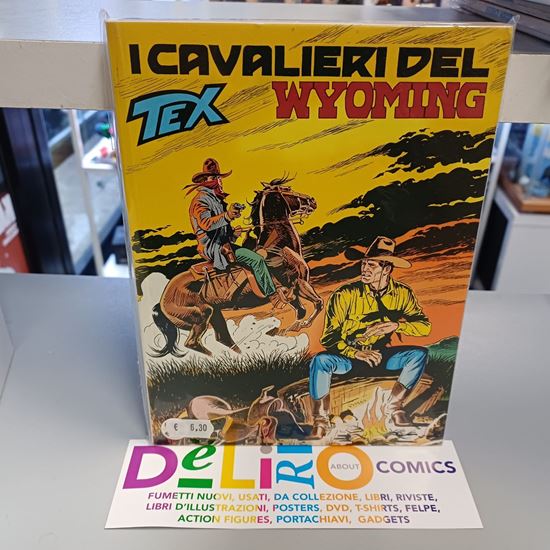 I CAVALIERI DEL
TEX WYOMING
€ 6,30
DeLiRiO ABOUT COMICS
FUMETTI NUOVI, USATI, DA COLLEZIONE, LIBRI, RIVISTE,
LIBRI D'ILLUSTRAZIONI, POSTERS, DVD, T-SHIRTS, FELPE,
ACTION FIGURES, PORTACHIAVI, GADGETS